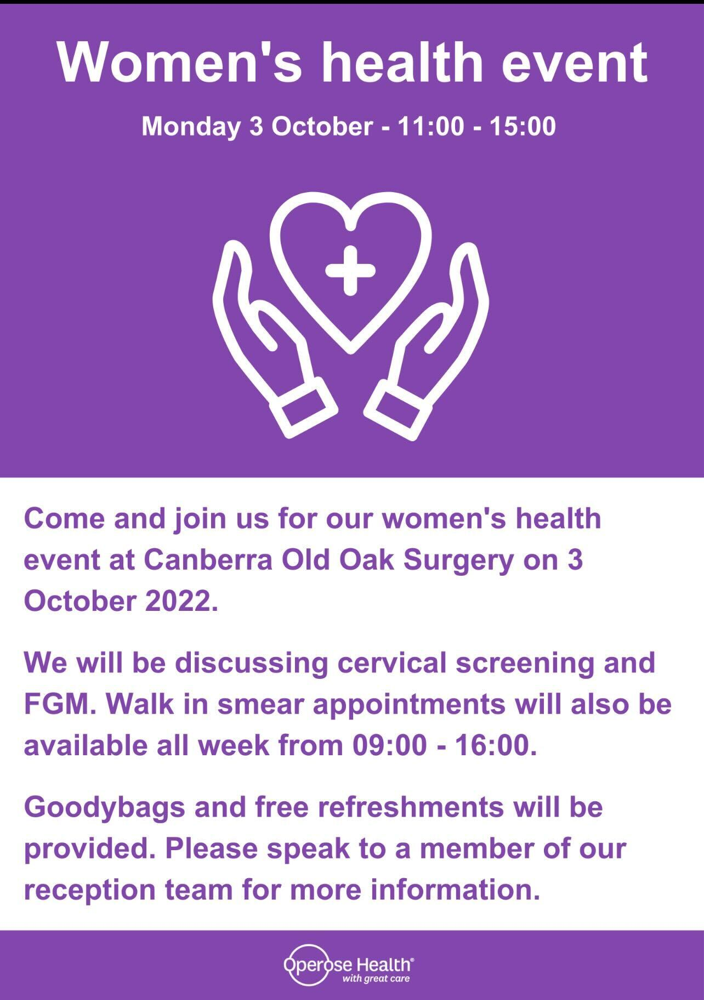 Women's health event
Monday 3 October - 11:00 - 15:00
Come and join us for our women's health
event at Canberra Old Oak Surgery on 3
October 2022.
We will be discussing cervical screening and
FGM. Walk in smear appointments will also be
available all week from 09:00 - 16:00.
Goodybags and free refreshments will be
provided. Please speak to a member of our
reception team for more information.
Operose Health®
with great care